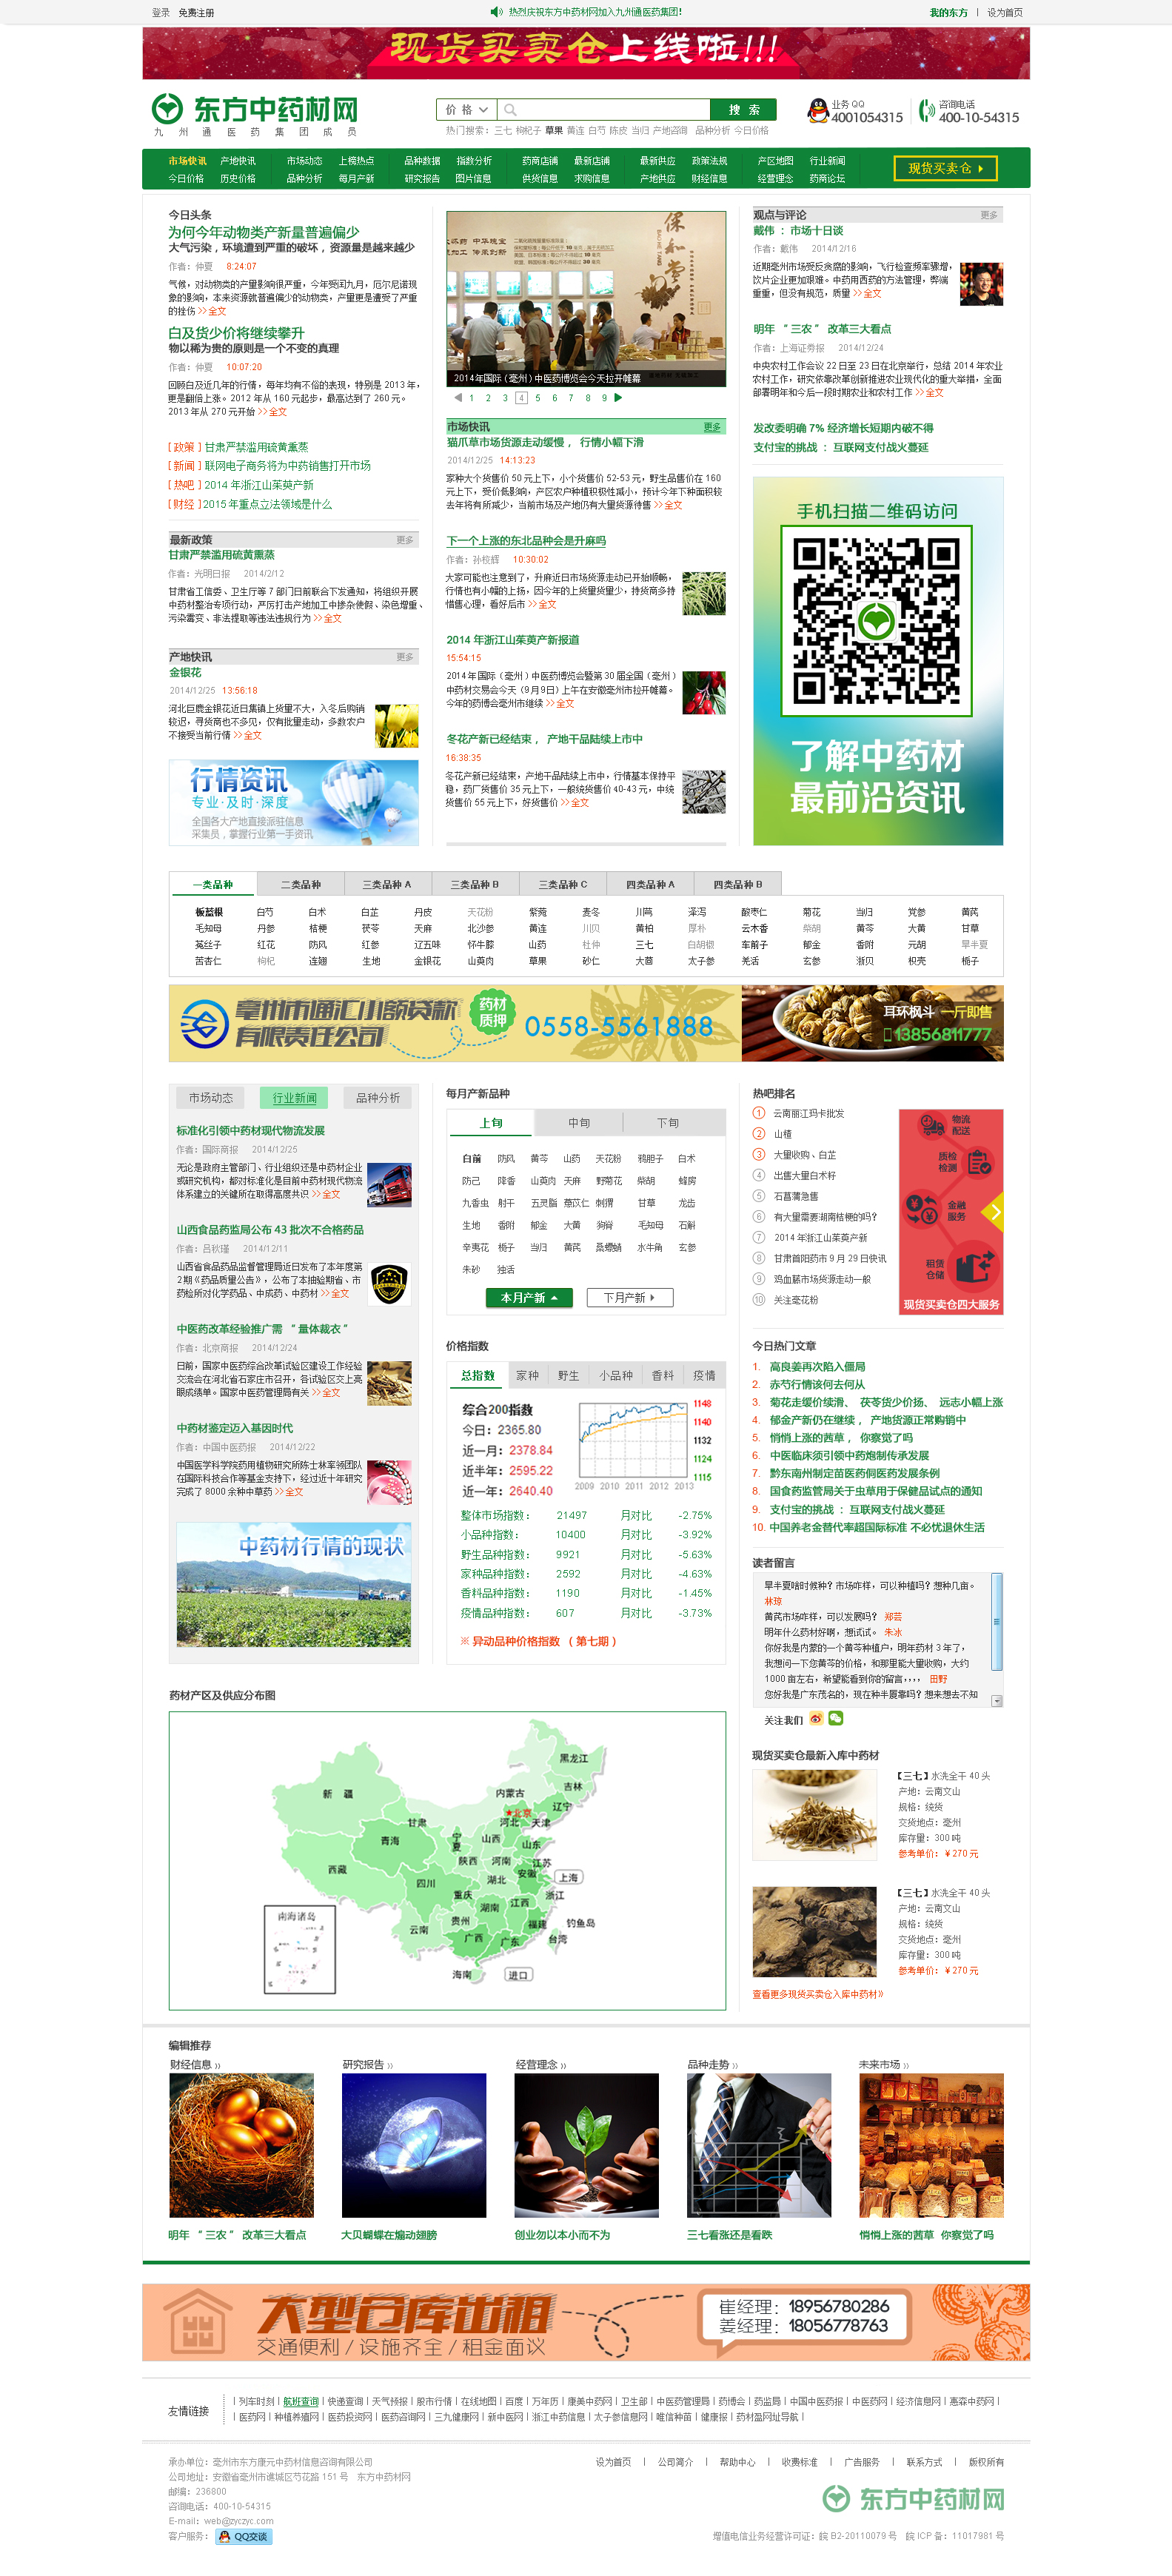 登录 免费注册
热烈庆祝东方中药材网加入九州通医药集团!
我的东方 | 设为首页
现货买卖仓上线啦!!!
东方中药材网
九州通医药集团成员
价 格
搜 索
热门搜索: 三七 枸杞子 草果 黄连 白芍 陈皮 当归 产地咨询 品种分析 今日价格
业务 QQ
4001054315
咨询电话
400-10-54315
市场快讯 产地快讯 市场动态 上榜热点 品种数据 指数分析 药商店铺 最新店铺 最新供应 政策法规 产区地图 行业新闻
今日价格 历史价格 品种分析 每月产新 研究报告 图片信息 供货信息 求购信息 产地供应 财经信息 经营理念 药商论坛
现货买卖仓
今日头条
为何今年动物类产新量普遍偏少
大气污染，环境遭到严重的破坏，资源量是越来越少
作者：仲夏 8:24:07
气候，对动物类的产量影响很严重，今年受闰九月，厄尔尼诺现
象的影响，本来资源就普遍偏少的动物类，产量更是遭受了严重
的挫伤 >>全文
白及货少价将继续攀升
物以稀为贵的原则是一个不变的真理
作者：仲夏 10:07:20
回顾白及近几年的行情，每年均有不俗的表现，特别是 2013 年，
更是翻倍上涨。2012 年从 160 元起步，最高达到了 260 元。
2013 年从 270 元开始 >>全文
[ 政策 ] 甘肃严禁滥用硫黄熏蒸
[ 新闻 ] 联网电子商务将为中药销售打开市场
[ 热吧 ] 2014 年浙江山茱萸产新
[ 财经 ] 2015 年重点立法领域是什么
最新政策 更多
甘肃严禁滥用硫黄熏蒸
作者：光明日报 2014/2/12
甘肃省工信委、卫生厅等 7 部门日前联合下发通知，将组织开展
中药材整治专项行动，严厉打击产地加工中掺杂使假、染色增重、
污染霉变、非法提取等违法违规行为 >>全文
产地快讯 更多
金银花
2014/12/25 13:56:18
河北巨鹿金银花近日集镇上货量不大，入冬后购销
较迟，寻货商也不多见，仅有批量走动，多数农户
不接受当前行情 >>全文
行情资讯
专业·及时·深度
全国各大产地直接派驻信息
采集员，掌握行业第一手资讯
2014年国际（亳州）中医药博览会今天拉开帷幕
1 2 3 4 5 6 7 8 9
市场快讯 更多
猫爪草市场货源走动缓慢， 行情小幅下滑
2014/12/25 14:13:23
家种大个货售价 50 元上下，小个货售价 52-53 元，野生品售价在 160
元上下，受价低影响，产区农户种植积极性减小，预计今年下种面积较
去年将有所减少，当前市场及产地仍有大量货源待售 >>全文
下一个上涨的东北品种会是升麻吗
作者：孙校辉 10:30:02
大家可能也注意到了，升麻近日市场货源走动已开始顺畅，
行情也有小幅的上扬，因今年的上货量货量少，持货商多持
惜售心理，看好后市 >>全文
2014 年浙江山茱萸产新报道
15:54:15
2014 年国际（亳州）中医药博览会暨第 30 届全国（亳州）
中药材交易会今天（9 月 9日）上午在安徽亳州市拉开帷幕。
今年的药博会亳州市继续 >>全文
冬花产新已经结束， 产地干品陆续上市中
16:38:35
冬花产新已经结束，产地干品陆续上市中，行情基本保持平
稳，药厂货售价 35 元上下，一般统货售价 40-43 元，中统
货售价 55 元上下，好货售价 >>全文
观点与评论 更多
戴伟 : 市场十日谈
作者：戴伟 2014/12/16
近期亳州市场受反贪腐的影响，飞行检查频率骤增，
饮片企业更加艰难。中药用西药的方法管理，弊端
重重，但没有规范，质量 >>全文
明年 “三农” 改革三大看点
作者：上海证劵报 2014/12/24
中央农村工作会议 22 日至 23 日在北京举行，总结 2014 年农业
农村工作，研究依靠改革创新推进农业现代化的重大举措，全面
部署明年和今后一段时期农业和农村工作 >>全文
发改委明确 7% 经济增长短期内破不得
支付宝的挑战 : 互联网支付战火蔓延
手机扫描二维码访问
了解中药材
最前沿资讯
一类品种 二类品种 三类品种 A 三类品种 B 三类品种 C 四类品种 A 四类品种 B
板蓝根 白芍 白术 白芷 丹皮 天花粉 紫菀 麦冬 川芎 泽泻 酸枣仁 菊花 当归 党参 黄芪
毛知母 丹参 桔梗 茯苓 天麻 北沙参 黄连 川贝 黄柏 厚朴 云木香 柴胡 黄芩 大黄 甘草
菟丝子 红花 防风 红参 辽五味 怀牛膝 山药 杜仲 三七 白胡椒 车前子 郁金 香附 元胡 旱半夏
苦杏仁 枸杞 连翘 生地 金银花 山萸肉 草果 砂仁 大蓉 太子参 羌活 玄参 浙贝 枳壳 栀子
亳州市通汇小额贷款
有限责任公司
药材
质押
0558-5561888
耳环枫斗 一斤即售
13856811777
市场动态 行业新闻 品种分析
标准化引领中药材现代物流发展
作者：国际商报 2014/12/25
无论是政府主管部门、行业组织还是中药材企业
或研究机构，都对标准化是目前中药材现代物流
体系建立的关健所在取得高度共识 >>全文
山西食品药监局公布 43 批次不合格药品
作者：吕秋瑾 2014/12/11
山西省食品药品监督管理局近日发布了本年度第
2 期《药品质量公告》，公布了本抽验期省、市
药检所对化学药品、中成药、中药材 >>全文
中医药改革经验推广需 “量体裁衣”
作者：北京商报 2014/12/24
日前，国家中医药综合改革试验区建设工作经验
交流会在河北省石家庄市召开，各试验区交上亮
眼成绩单。国家中医药管理局有关 >>全文
中药材鉴定迈入基因时代
作者：中国中医药报 2014/12/22
中国医学科学院药用植物研究所陈士林率领团队
在国际科技合作等基金支持下，经过近十年研究
完成了 8000 余种中草药 >>全文
中药材行情的现状
每月产新品种
上旬 中旬 下旬
白前 防风 黄芩 山药 天花粉 鸦胆子 白术
防己 降香 山萸肉 天麻 野菊花 柴胡 蜂房
九香虫 射干 五灵脂 薏苡仁 刺猬 甘草 龙齿
生地 香附 郁金 大黄 狗脊 毛知母 石斛
辛夷花 栀子 当归 黄芪 桑螵蛸 水牛角 玄参
朱砂 独活
本月产新 下月产新
价格指数
总指数 家种 野生 小品种 香科 疫情
综合200指数
今日：2365.80
近一月：2378.84
近半年：2595.22
近一年：2640.40
1148
1140
1132
1124
1115
2009 2010 2011 2012 2013
整体市场指数： 21497 月对比 -2.75%
小品种指数： 10400 月对比 -3.92%
野生品种指数： 9921 月对比 -5.63%
家种品种指数： 2592 月对比 -4.63%
香科品种指数： 1190 月对比 -1.45%
疫情品种指数： 607 月对比 -3.73%
※ 异动品种价格指数 （ 第七期 ）
热吧排名
1 云南丽江玛卡批发
2 山楂
3 大量收购、白芷
4 出售大量白术籽
5 石菖蒲急售
6 有大量需要湖南桔梗的吗?
7 2014 年浙江山茱萸产新
8 甘肃首阳药市 9 月 29 日快讯
9 鸡血藤市场货源走动一般
10 关注毫花粉
物流
配送
质检
检测
金融
服务
租赁
仓储
现货买卖仓四大服务
今日热门文章
1. 高良姜再次陷入僵局
2. 赤芍行情该何去何从
3. 菊花走缓价续滑、 茯苓货少价扬、 远志小幅上涨
4. 郁金产新仍在继续， 产地货源正常购销中
5. 悄悄上涨的茜草， 你察觉了吗
6. 中医临床须引领中药炮制传承发展
7. 黔东南州制定苗医药侗医药发展条例
8. 国食药监管局关于虫草用于保健品试点的通知
9. 支付宝的挑战 : 互联网支付战火蔓延
10. 中国养老金替代率超国际标准 不必忧退休生活
读者留言
旱半夏啥时候种? 市场咋样，可以种植吗? 想种几亩。
林琼
黄芪市场咋样，可以发展吗? 郑芸
明年什么药材好啊，想试试。 朱冰
你好我是内蒙的一个黄芩种植户，明年药材 3 年了，
我想问一下您黄芩的价格，和那里能大量收购，大约
1000 亩左右，希望能看到你的留言，，，， 田野
您好我是广东茂名的，现在种半夏靠吗? 想来想去不知
关注我们
药材产区及供应分布图
黑龙江
吉林
辽宁
新 疆
内蒙古
★北京
甘肃
河北 天津
青海
宁夏
山西
山东
西藏
陕西 河南
江苏
安徽
上海
四川
湖北
重庆
浙江
湖南
江西
贵州
福建
钓鱼岛
云南
广西
广东
台湾
海南
进口
南海诸岛
现货买卖仓最新入库中药材
【三七】水洗全干 40 头
产地：云南文山
规格：统货
交货地点：亳州
库存量：300 吨
参考单价：￥270 元
【三七】水洗全干 40 头
产地：云南文山
规格：统货
交货地点：亳州
库存量：300 吨
参考单价：￥270 元
查看更多现货买卖仓入库中药材》
编辑推荐
财经信息 » 研究报告 » 经营理念 » 品种走势 » 未来市场 »
明年 “三农” 改革三大看点 大贝蝴蝶在煽动翅膀 创业勿以本小而不为 三七看涨还是看跌 悄悄上涨的茜草 你察觉了吗
大型仓库出租
交通便利 / 设施齐全 / 租金面议
崔经理：18956780286
姜经理：18056778763
友情链接
| 列车时刻 | 航班查询 | 快递查询 | 天气预报 | 股市行情 | 在线地图 | 百度 | 万年历 | 康美中药网 | 卫生部 | 中医药管理局 | 药博会 | 药监局 | 中国中医药报 | 中医药网 | 经济信息网 | 惠森中药网 |
| 医药网 | 种植养殖网 | 医药投资网 | 医药咨询网 | 三九健康网 | 新中医网 | 浙江中药信息 | 太子参信息网 | 唯信种苗 | 健康报 | 药材盈网址导航 |
承办单位：亳州市东方康元中药材信息咨询有限公司
公司地址：安徽省亳州市谯城区芍花路 151 号 东方中药材网
邮编：236800
咨询电话：400-10-54315
E-mail：web@zyczyc.com
客户服务： QQ交谈
设为首页 | 公司简介 | 帮助中心 | 收费标准 | 广告服务 | 联系方式 | 版权所有
东方中药材网
增值电信业务经营许可证：皖 B2-20110079 号 皖 ICP 备：11017981 号